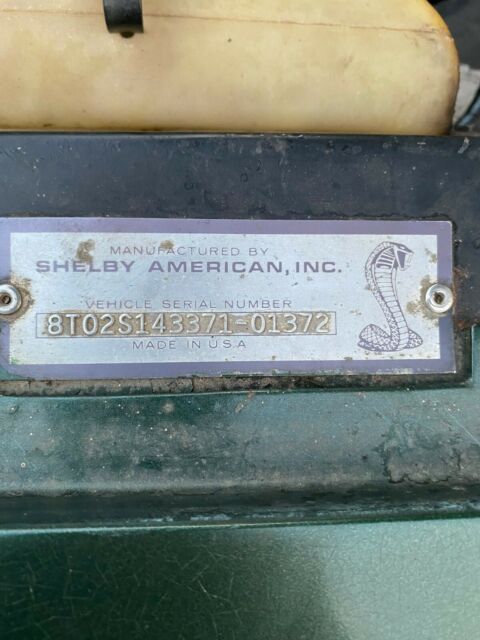 MANUFACTURED BY
SHELBY AMERICAN, INC.
VEHICLE SERIAL NUMBER
8T02S143371-01372
MADE IN U.S.A